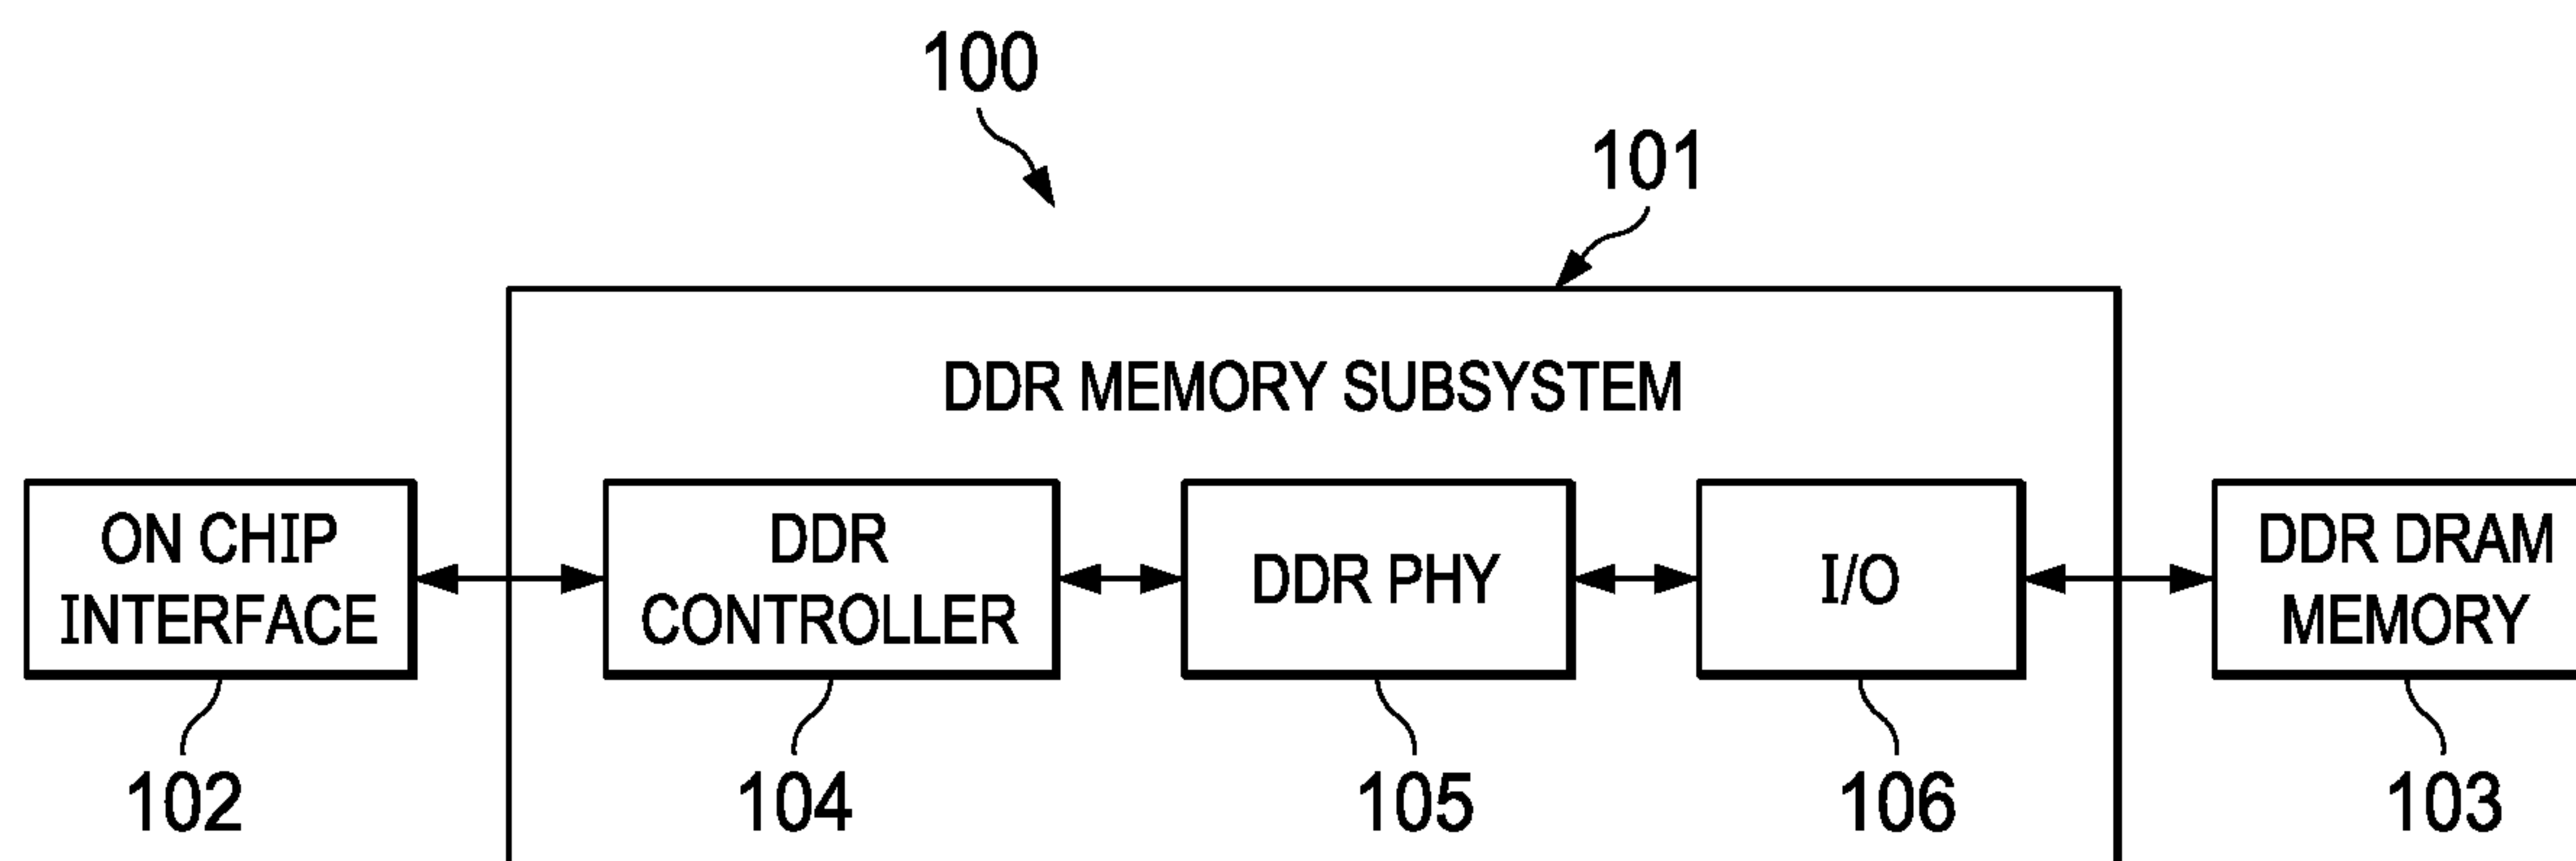 100
101
DDR MEMORY SUBSYSTEM
ON CHIP
INTERFACE
DDR
CONTROLLER
DDR PHY
I/O
DDR DRAM
MEMORY
102
104
105
106
103